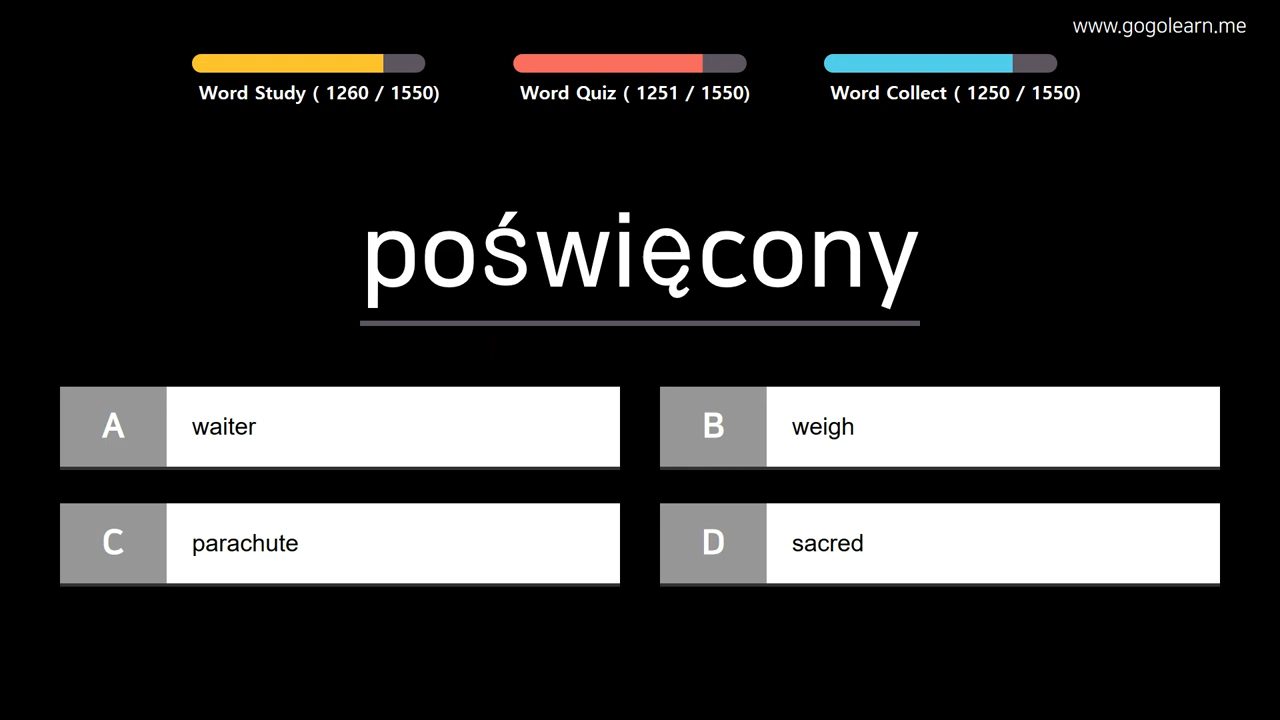 www.gogolearn.me
Word Study ( 1260 / 1550)
Word Quiz ( 1251 / 1550)
Word Collect ( 1250 / 1550)
poświęcony
A waiter
B weigh
C parachute
D sacred